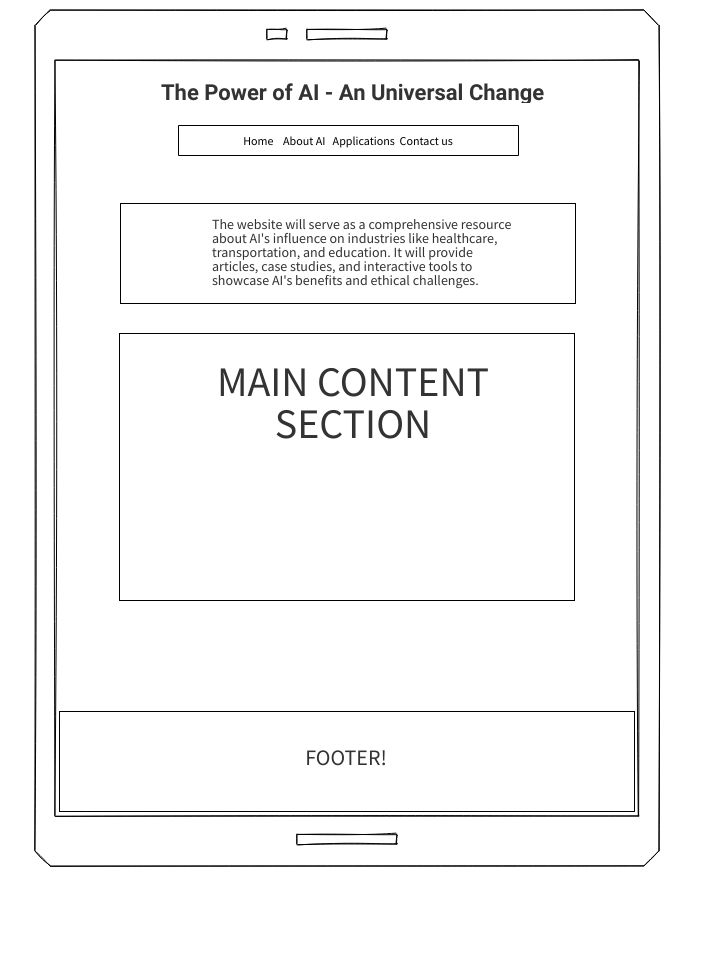 The Power of AI - An Universal Change
Home About AI Applications Contact us
The website will serve as a comprehensive resource
about AI's influence on industries like healthcare,
transportation, and education. It will provide
articles, case studies, and interactive tools to
showcase AI's benefits and ethical challenges.
MAIN CONTENT
SECTION
FOOTER!